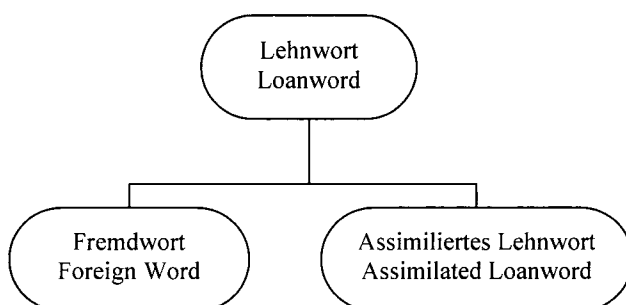 Lehnwort
Loanword
Fremdwort
Foreign Word
Assimiliertes Lehnwort
Assimilated Loanword